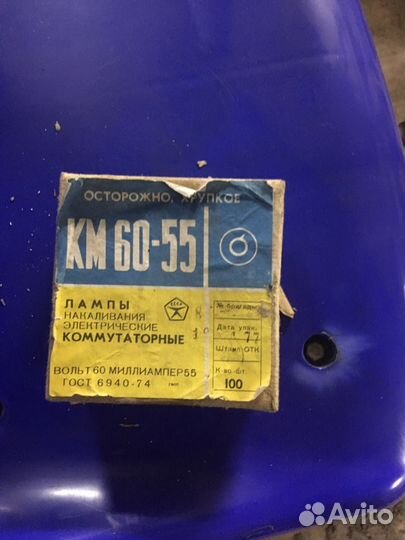 ОСТОРОЖНО, ХРУПКОЕ
КМ 60-55
ЛАМПЫ
НАКАЛИВАНИЯ
ЭЛЕКТРИЧЕСКИЕ
КОММУТАТОРНЫЕ
ВОЛЬТ 60 МИЛЛИАМПЕР 55
ГОСТ 6940-74
№ бригады
Дата упак.
77
Штамп ОТК
К-во шт.
100
Avito